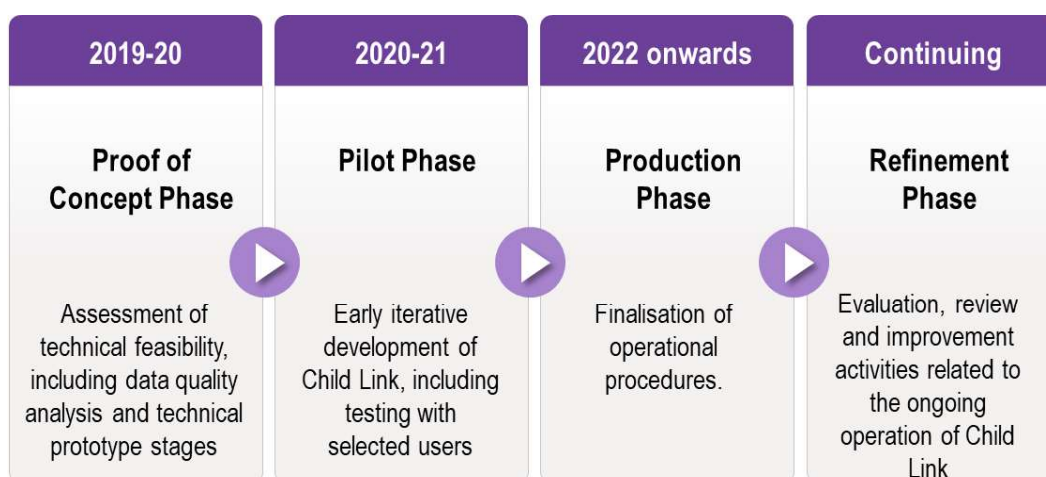 2019-20
Proof of
Concept Phase
Assessment of
technical feasibility,
including data quality
analysis and technical
prototype stages
2020-21
Pilot Phase
Early iterative
development of
Child Link, including
testing with
selected users
2022 onwards
Production
Phase
Finalisation of
operational
procedures.
Continuing
Refinement
Phase
Evaluation, review
and improvement
activities related to
the ongoing
operation of Child
Link